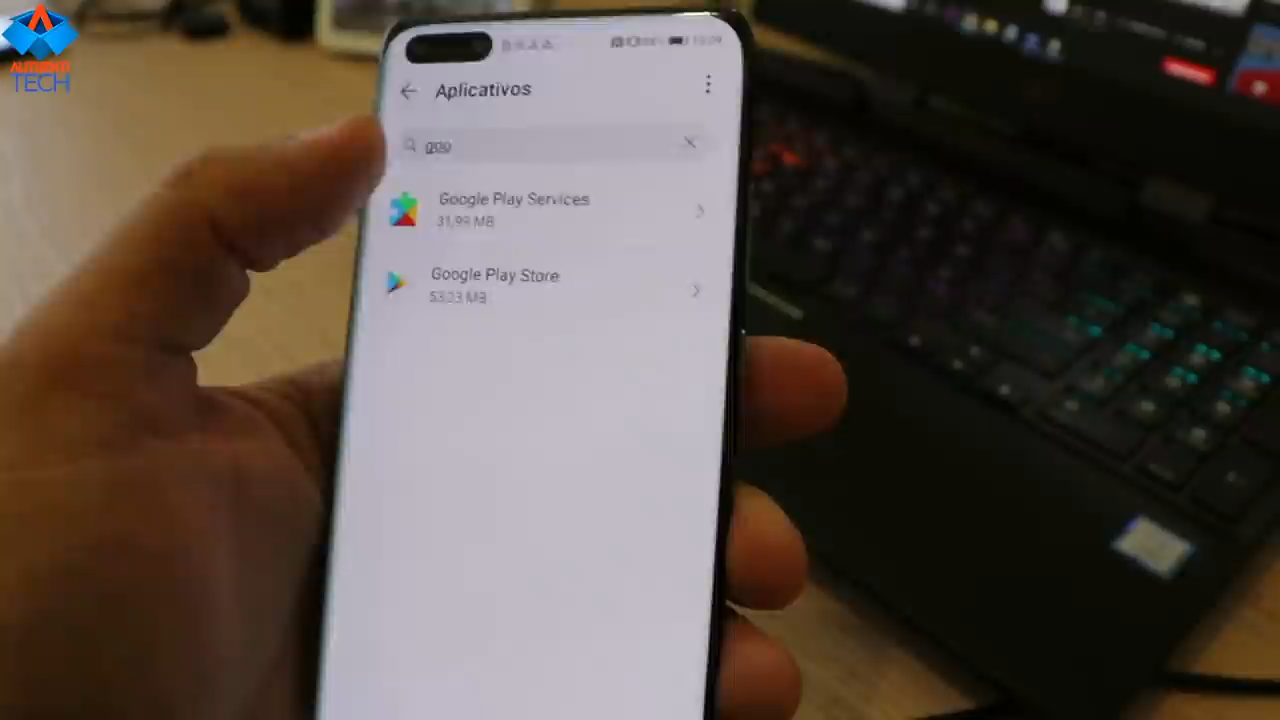 TECH
Aplicativos
goo
Google Play Services
31,99 MB
Google Play Store
53,23 MB